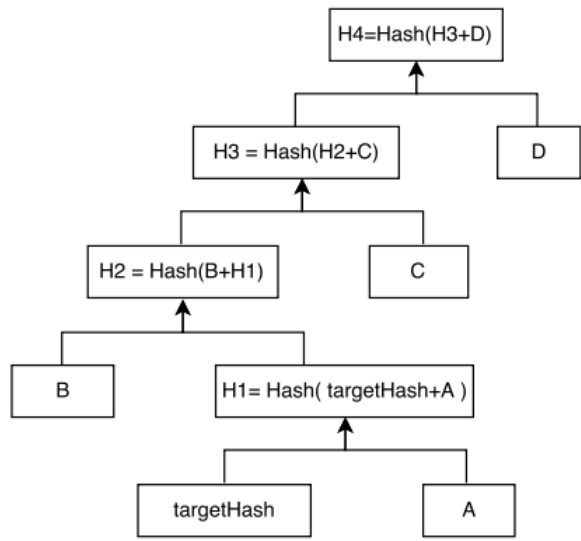 H4=Hash(H3+D)
H3 = Hash(H2+C)
D
H2 = Hash(B+H1)
C
B
H1= Hash( targetHash+A )
targetHash
A